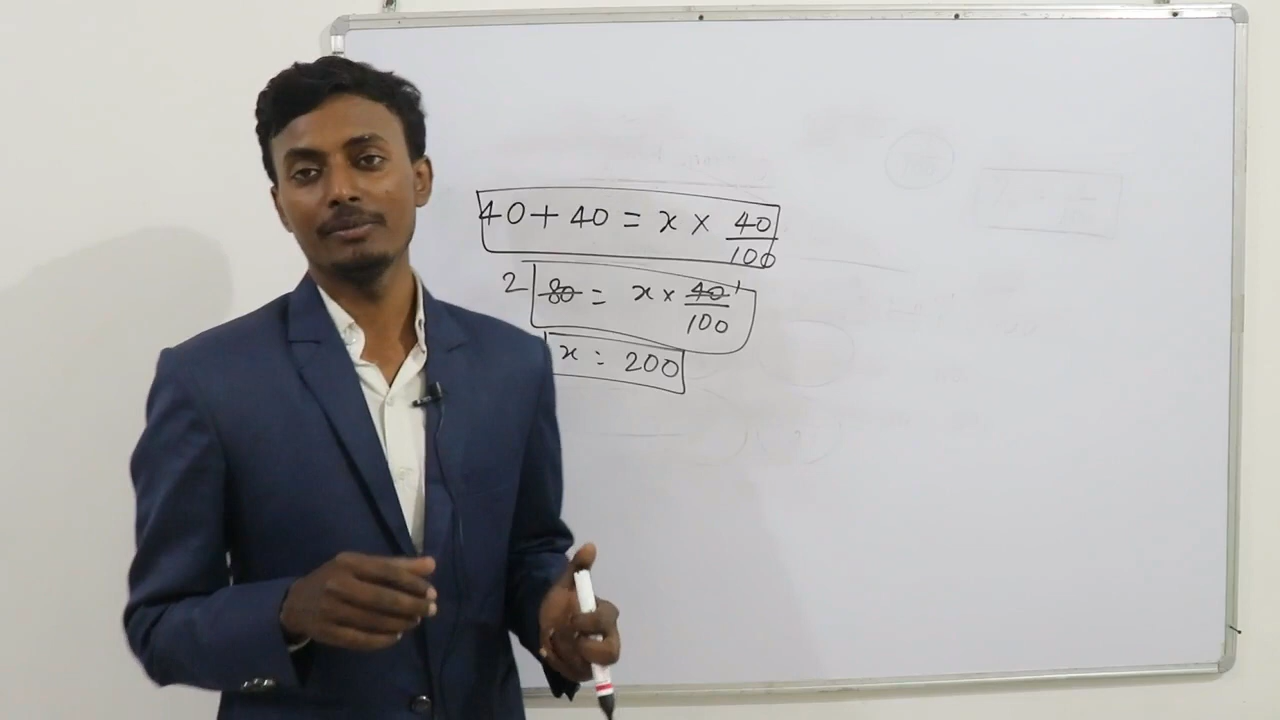 40 + 40 = x × 40/100
2 80 = x × 40/100 1
x = 200